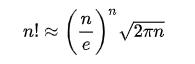 n! ≈ (n/e)^n √(2πn)